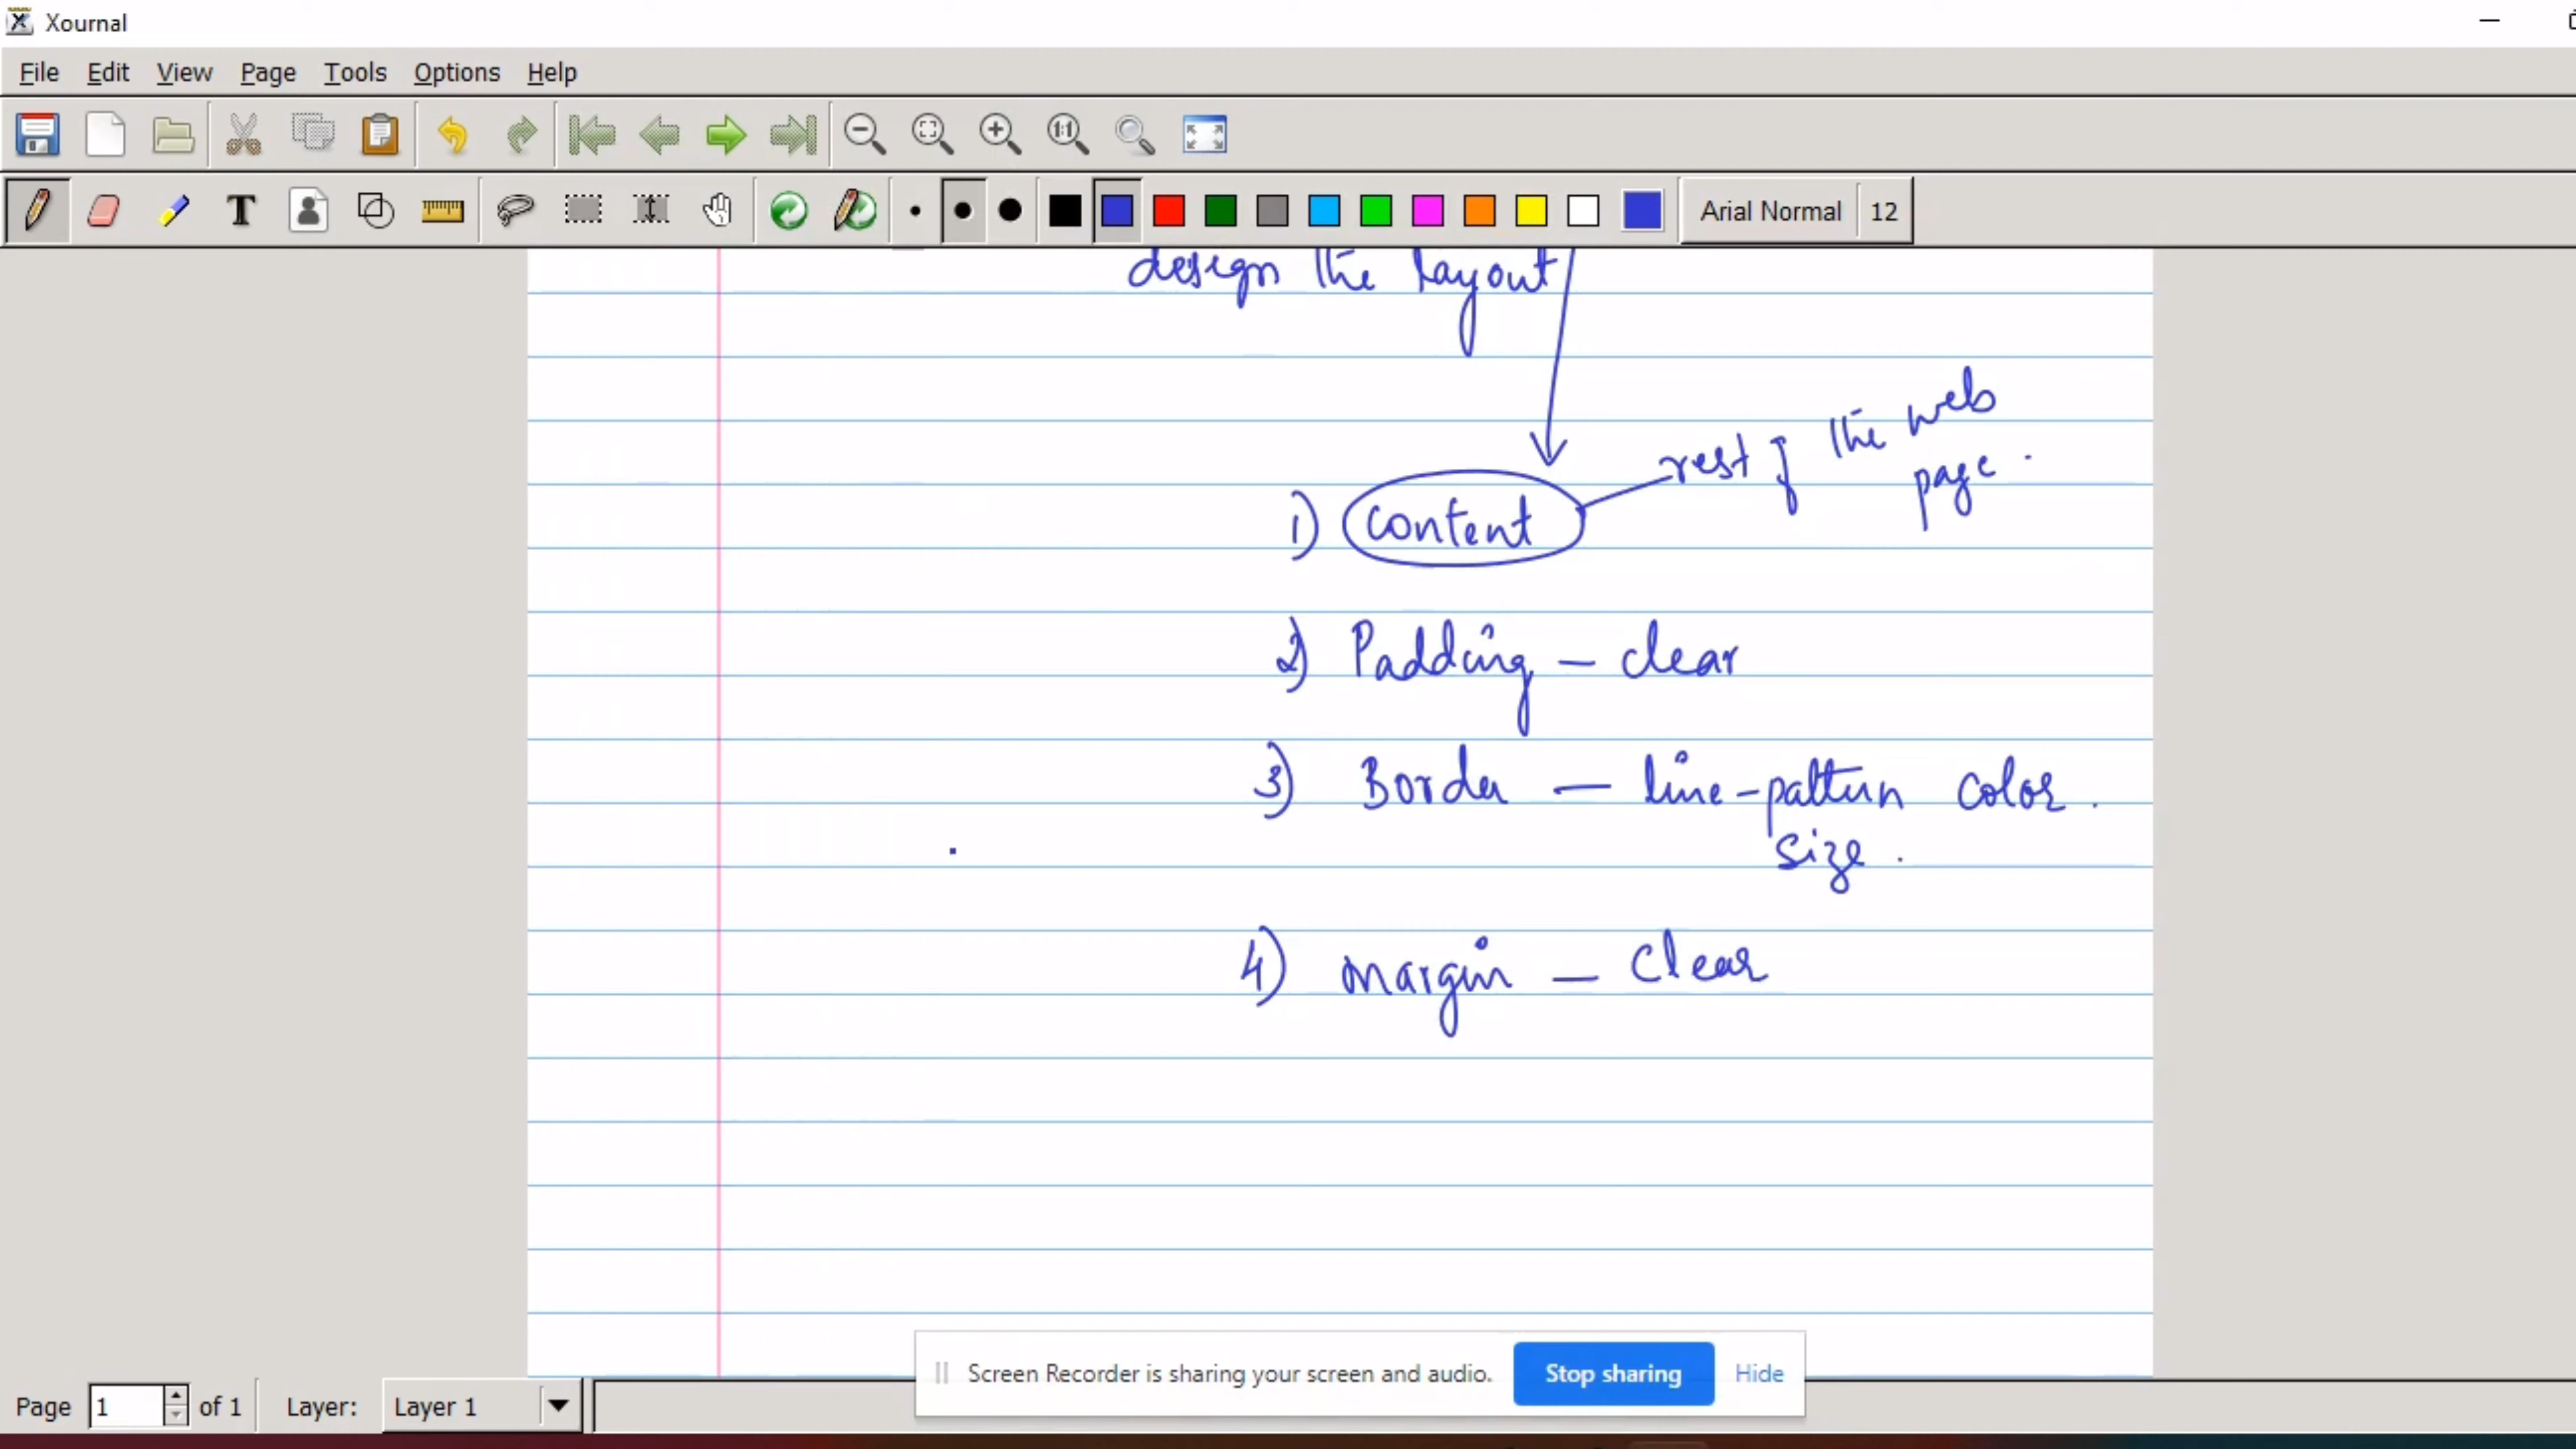 Xournal
File Edit View Page Tools Options Help
T Arial Normal 12
design the layout
rest of the web
page.
1) content
2) Padding - clear
3) Border - line-pattern color.
size.
4) margin - Clear
Screen Recorder is sharing your screen and audio. Stop sharing Hide
Page 1 of 1 Layer: Layer 1